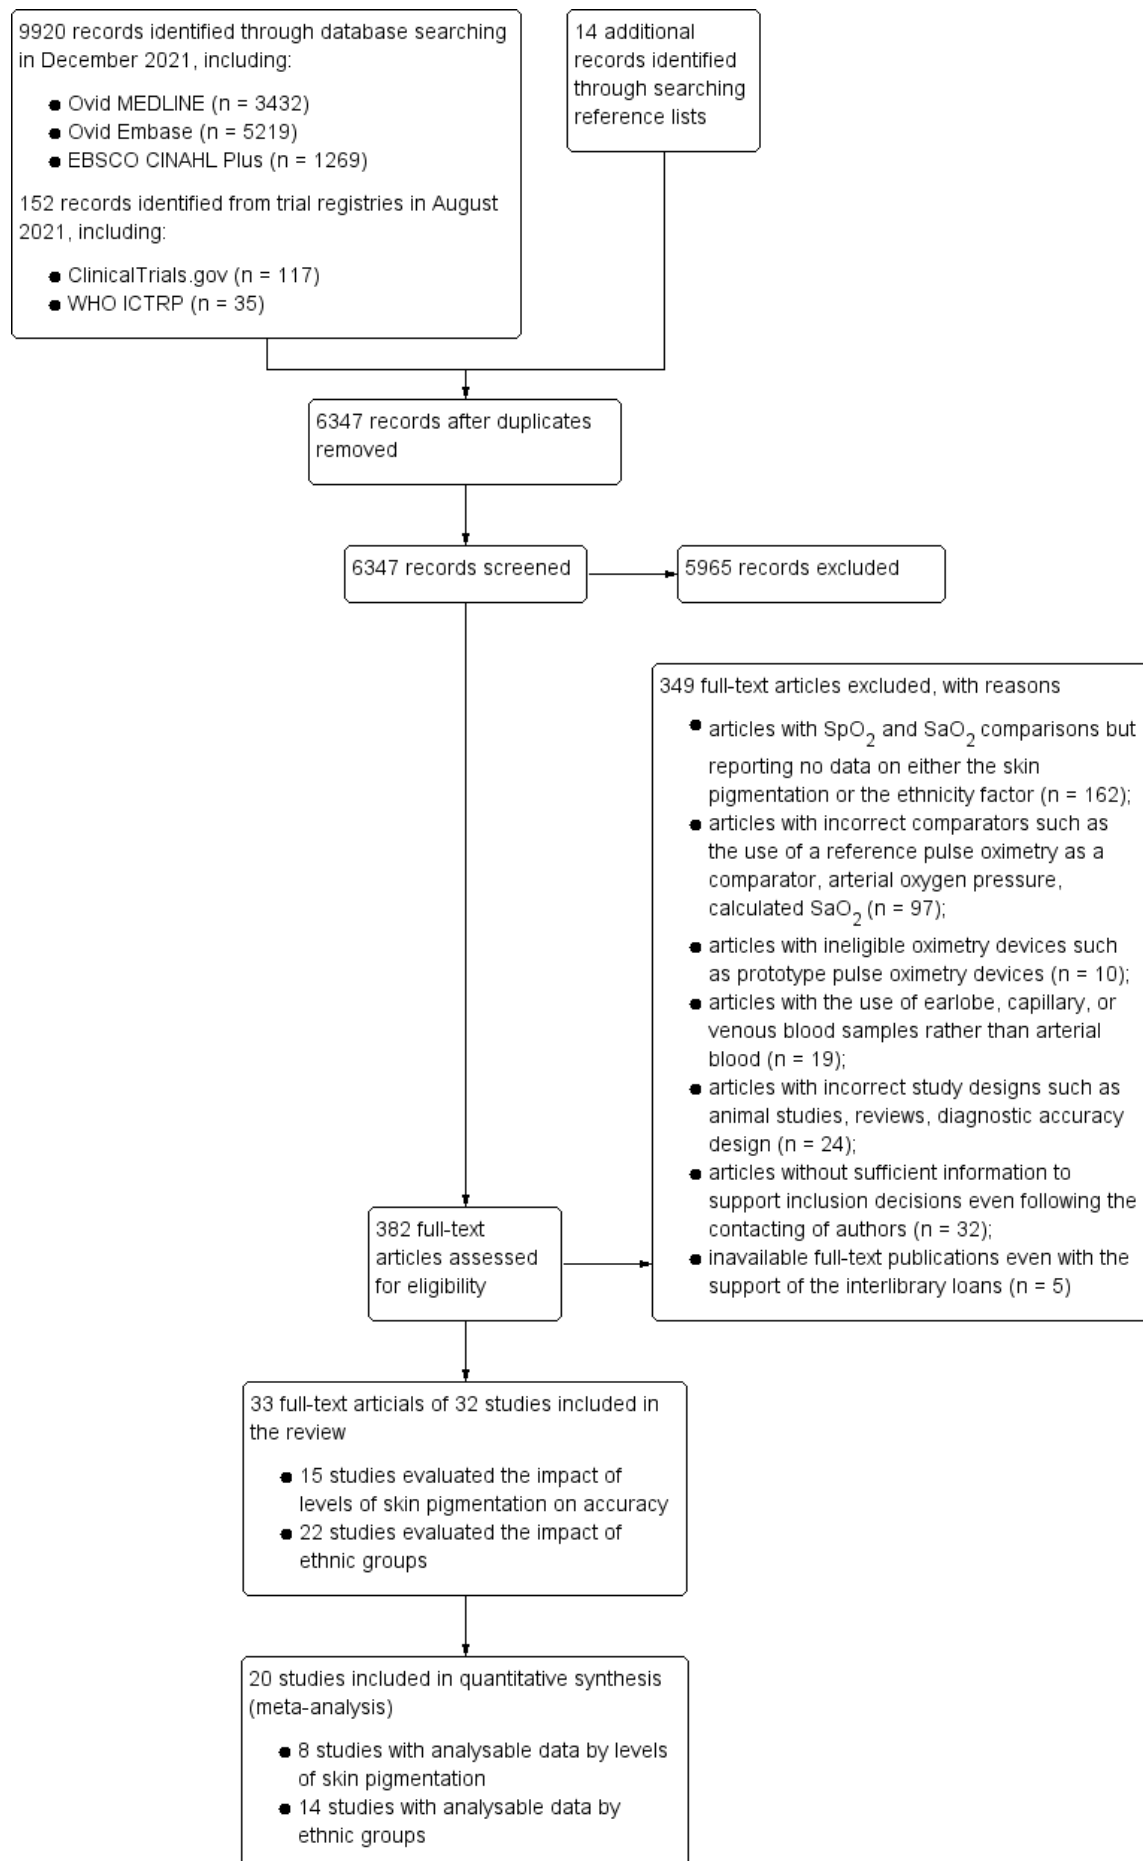 9920 records identified through database searching
in December 2021, including:
● Ovid MEDLINE (n = 3432)
● Ovid Embase (n = 5219)
● EBSCO CINAHL Plus (n = 1269)
152 records identified from trial registries in August
2021, including:
● ClinicalTrials.gov (n = 117)
● WHO ICTRP (n = 35)
14 additional
records identified
through searching
reference lists
6347 records after duplicates
removed
6347 records screened
5965 records excluded
349 full-text articles excluded, with reasons
● articles with SpO2 and SaO2 comparisons but
reporting no data on either the skin
pigmentation or the ethnicity factor (n = 162);
● articles with incorrect comparators such as
the use of a reference pulse oximetry as a
comparator, arterial oxygen pressure,
calculated SaO2 (n = 97);
● articles with ineligible oximetry devices such
as prototype pulse oximetry devices (n = 10);
● articles with the use of earlobe, capillary, or
venous blood samples rather than arterial
blood (n = 19);
● articles with incorrect study designs such as
animal studies, reviews, diagnostic accuracy
design (n = 24);
● articles without sufficient information to
support inclusion decisions even following the
contacting of authors (n = 32);
● inavailable full-text publications even with the
support of the interlibrary loans (n = 5)
382 full-text
articles assessed
for eligibility
33 full-text articials of 32 studies included in
the review
● 15 studies evaluated the impact of
levels of skin pigmentation on accuracy
● 22 studies evaluated the impact of
ethnic groups
20 studies included in quantitative synthesis
(meta-analysis)
● 8 studies with analysable data by levels
of skin pigmentation
● 14 studies with analysable data by
ethnic groups